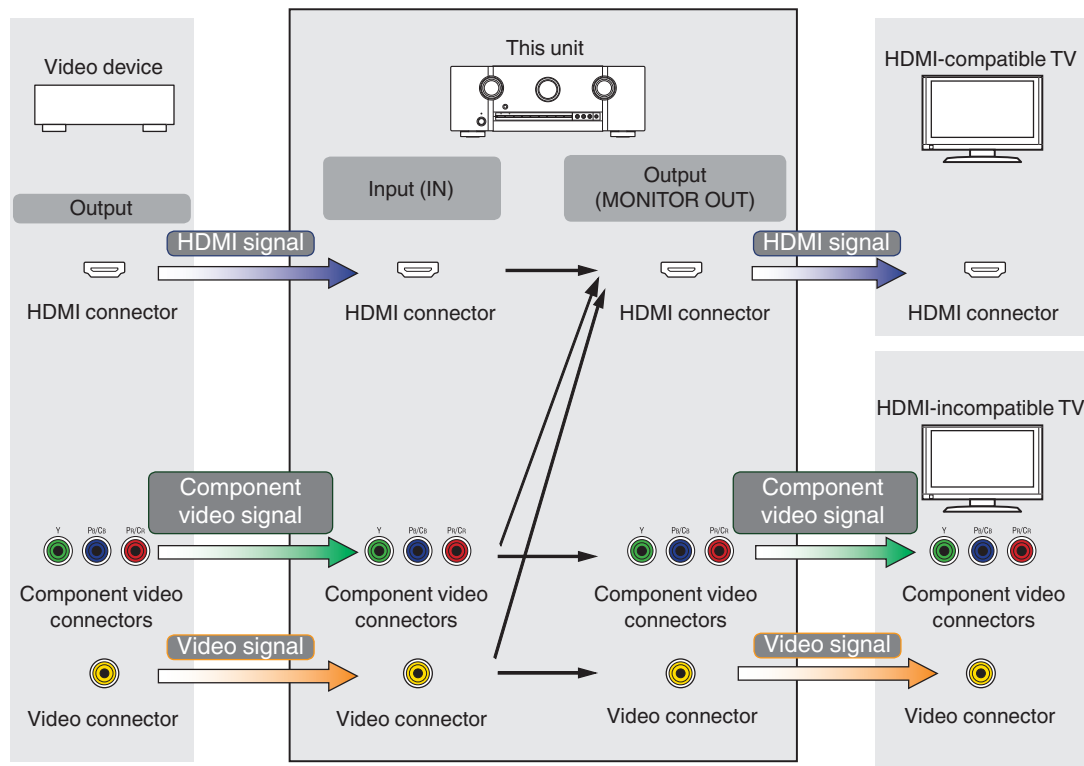 Video device
This unit
HDMI-compatible TV
Output
Input (IN)
Output
(MONITOR OUT)
HDMI signal
HDMI signal
HDMI connector
HDMI connector
HDMI connector
HDMI connector
HDMI-incompatible TV
Component
video signal
Component
video signal
Y PB/CB PR/CR
Y PB/CB PR/CR
Y PB/CB PR/CR
Y PB/CB PR/CR
Component video
connectors
Component video
connectors
Component video
connectors
Component video
connectors
Video signal
Video signal
Video connector
Video connector
Video connector
Video connector